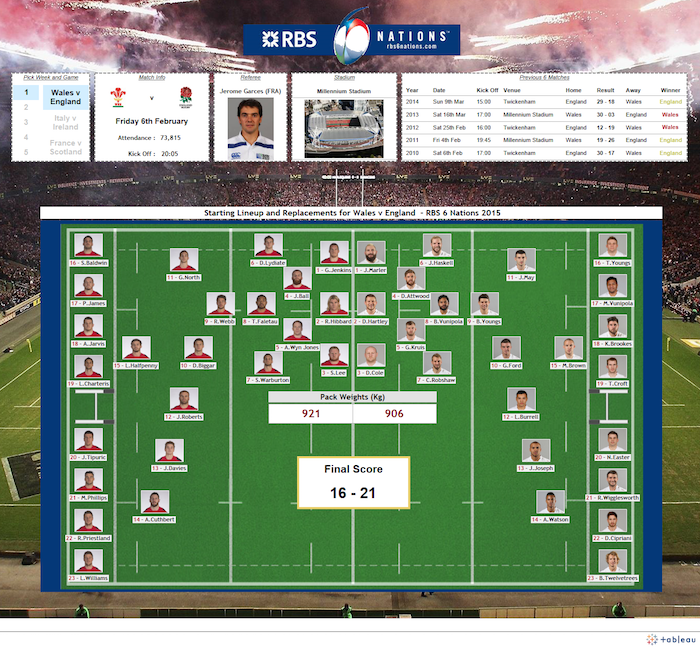 RBS
NATIONS
rbs6nations.com
Pick Week and Game
1
Wales v England
2
3
Italy v Ireland
4
5
France v Scotland
Match Info
v
Friday 6th February
Attendance : 73,815
Kick Off : 20:05
Referee
Jerome Garces (FRA)
Stadium
Millennium Stadium
Previous 6 Matches
Year Date Kick Off Venue Home Result Away Winner
2014 Sun 9th Mar 15:00 Twickenham England 29 - 18 Wales England
2013 Sat 16th Mar 17:00 Millennium Stadium Wales 30 - 03 England Wales
2012 Sat 25th Feb 16:00 Twickenham England 12 - 19 Wales Wales
2011 Fri 4th Feb 19:45 Millennium Stadium Wales 19 - 26 England England
2010 Sat 6th Feb 17:00 Twickenham England 30 - 17 Wales England
Starting Lineup and Replacements for Wales v England - RBS 6 Nations 2015
16 - S.Baldwin
6 - D.Lydiate
1 - G.Jenkins
1 - J.Marler
6 - J.Haskell
16 - T.Youngs
11 - G.North
11 - J.May
4 - J.Ball
4 - D.Attwood
17 - P.James
17 - M.Vunipola
9 - R.Webb
8 - T.Faletau
2 - R.Hibbard
2 - D.Hartley
8 - B.Vunipola
9 - B.Youngs
18 - A.Jarvis
18 - K.Brookes
5 - A.Wyn Jones
5 - G.Kruis
15 - L.Halfpenny
10 - D.Biggar
10 - G.Ford
15 - M.Brown
3 - S.Lee
3 - D.Cole
7 - S.Warburton
7 - C.Robshaw
19 - L.Charteris
19 - T.Croft
Pack Weights (Kg)
921
906
12 - J.Roberts
12 - L.Burrell
20 - J.Tipuric
20 - N.Easter
13 - J.Davies
13 - J.Joseph
Final Score
16 - 21
21 - M.Phillips
21 - R.Wigglesworth
14 - A.Cuthbert
14 - A.Watson
22 - R.Priestland
22 - D.Cipriani
23 - L.Williams
23 - B.Twelvetrees
+ableau